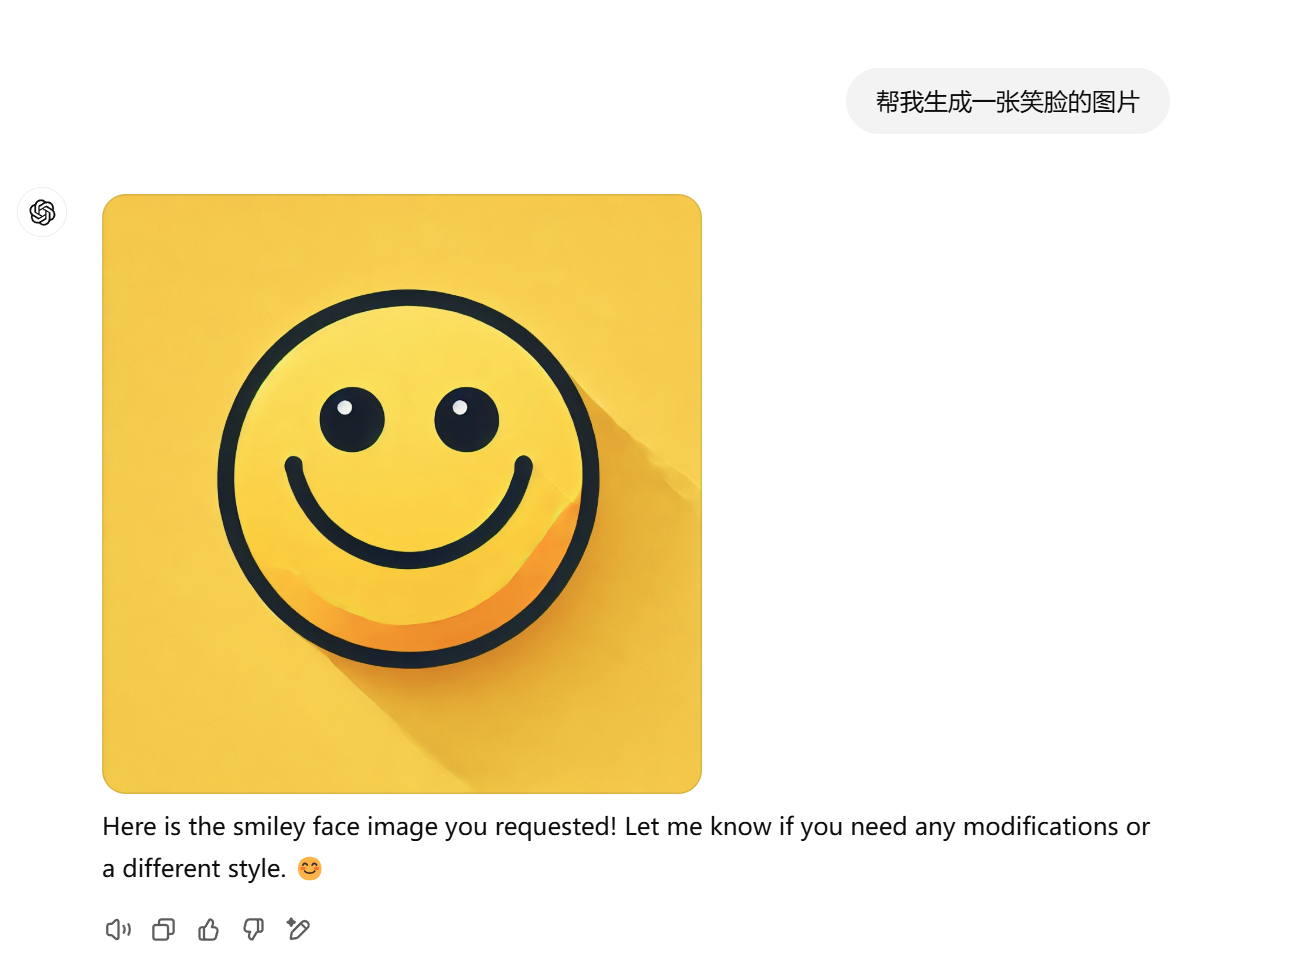 帮我生成一张笑脸的图片
Here is the smiley face image you requested! Let me know if you need any modifications or
a different style. 😊